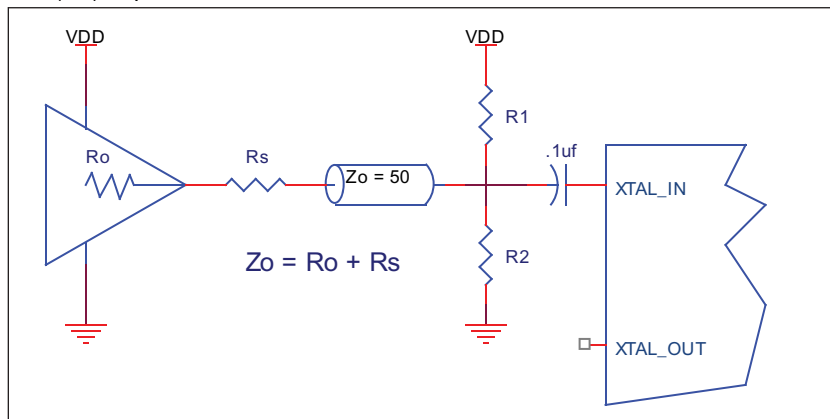 VDD
VDD
R1
Ro
Rs
.1uf
Zo = 50
XTAL_IN
R2
Zo = Ro + Rs
XTAL_OUT